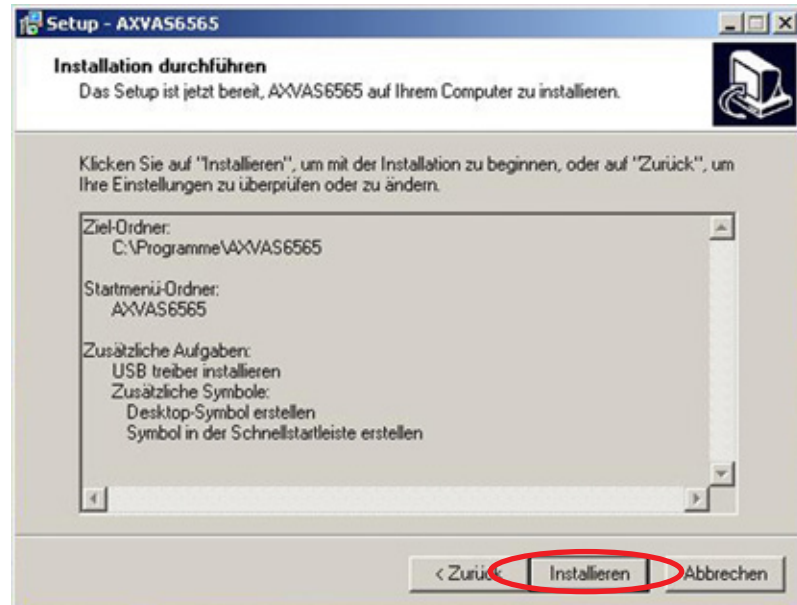 Setup - AXVAS6565
Installation durchführen
Das Setup ist jetzt bereit, AXVAS6565 auf Ihrem Computer zu installieren.
Klicken Sie auf "Installieren", um mit der Installation zu beginnen, oder auf "Zurück", um
Ihre Einstellungen zu überprüfen oder zu ändern.
Ziel-Ordner:
C:\Programme\AXVAS6565
Startmenü-Ordner:
AXVAS6565
Zusätzliche Aufgaben:
USB treiber installieren
Zusätzliche Symbole:
Desktop-Symbol erstellen
Symbol in der Schnellstartleiste erstellen
< Zurück Installieren Abbrechen